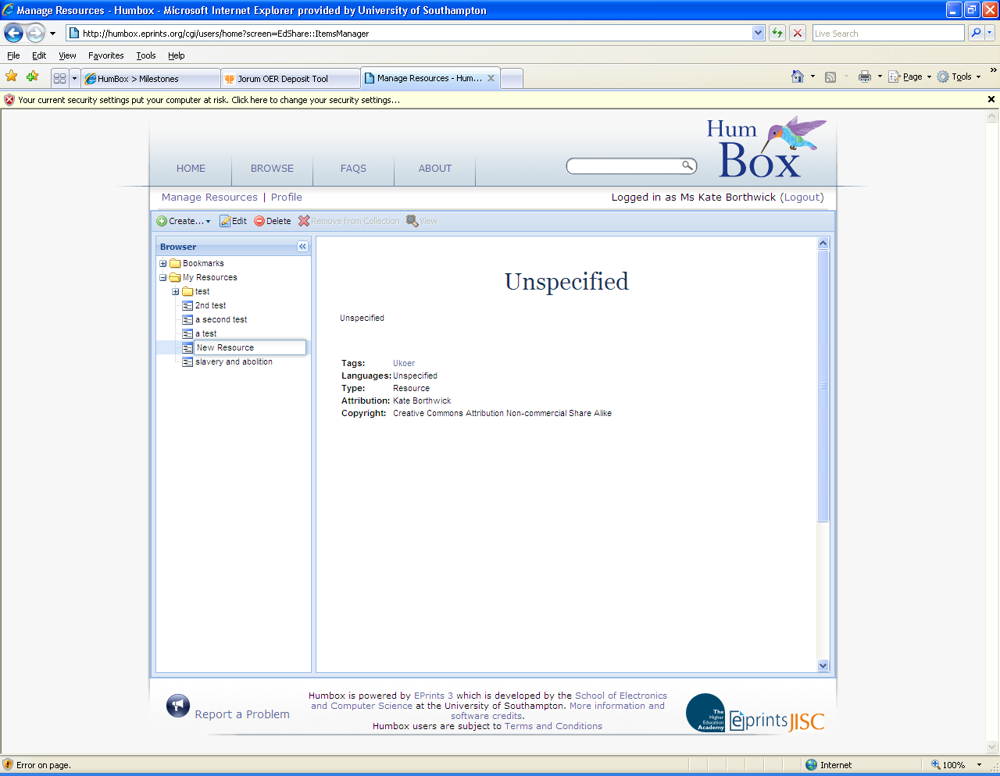 Manage Resources - Humbox - Microsoft Internet Explorer provided by University of Southampton
http://humbox.eprints.org/cgi/users/home?screen=EdShare::ItemsManager
Live Search
File Edit View Favorites Tools Help
HumBox > Milestones
Jorum OER Deposit Tool
Manage Resources - Hum...
Page
Tools
Your current security settings put your computer at risk. Click here to change your security settings...
Hum
Box
HOME
BROWSE
FAQS
ABOUT
Manage Resources | Profile
Logged in as Ms Kate Borthwick (Logout)
Create...
Edit
Delete
Remove from Collection
View
Browser
Bookmarks
My Resources
test
2nd test
a second test
a test
New Resource
slavery and abolition
Unspecified
Unspecified
Tags: Ukoer
Languages: Unspecified
Type: Resource
Attribution: Kate Borthwick
Copyright: Creative Commons Attribution Non-commercial Share Alike
Report a Problem
Humbox is powered by EPrints 3 which is developed by the School of Electronics
and Computer Science at the University of Southampton. More information and
software credits.
Humbox users are subject to Terms and Conditions
The
Higher
Education
Academy
eprints
JISC
Error on page.
Internet
100%